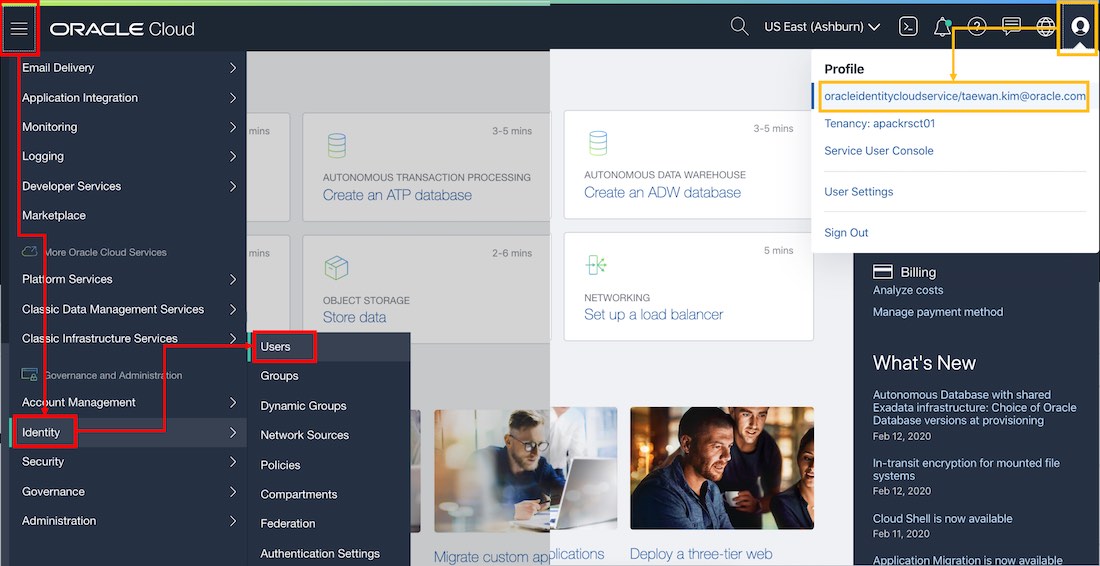 ORACLE Cloud
US East (Ashburn)
Email Delivery
Application Integration
Monitoring
Logging
Developer Services
Marketplace
More Oracle Cloud Services
Platform Services
Classic Data Management Services
Classic Infrastructure Services
Governance and Administration
Account Management
Identity
Security
Governance
Administration
Users
Groups
Dynamic Groups
Network Sources
Policies
Compartments
Federation
Authentication Settings
mins
3-5 mins
AUTONOMOUS TRANSACTION PROCESSING
Create an ATP database
3-5 mins
AUTONOMOUS DATA WAREHOUSE
Create an ADW database
mins
2-6 mins
OBJECT STORAGE
Store data
5 mins
NETWORKING
Set up a load balancer
Migrate custom applications
Deploy a three-tier web
Profile
oracleidentitycloudservice/taewan.kim@oracle.com
Tenancy: apackrsct01
Service User Console
User Settings
Sign Out
Billing
Analyze costs
Manage payment method
What's New
Autonomous Database with shared
Exadata infrastructure: Choice of Oracle
Database versions at provisioning
Feb 12, 2020
In-transit encryption for mounted file
systems
Feb 12, 2020
Cloud Shell is now available
Feb 11, 2020
Application Migration is now available